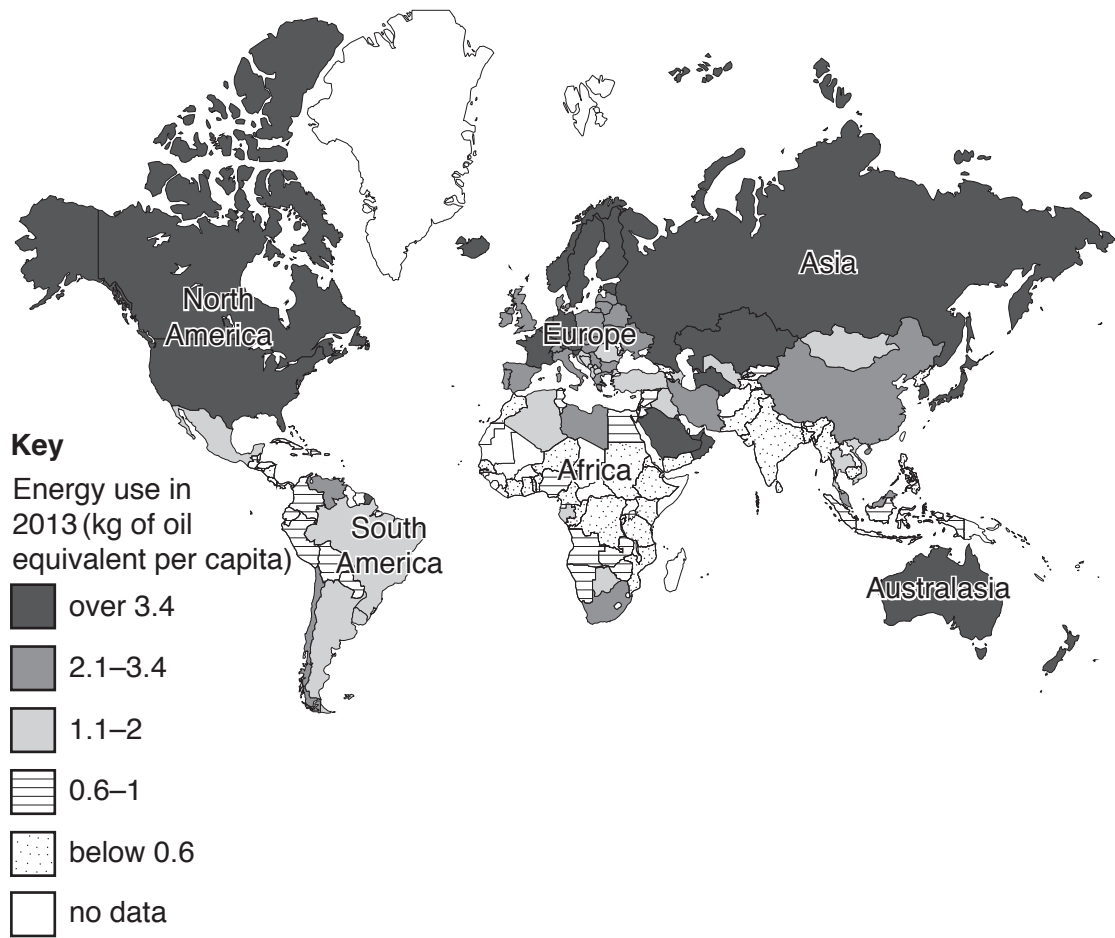 Asia
North
America
Europe
Africa
South
America
Australasia
Key
Energy use in
2013 (kg of oil
equivalent per capita)
over 3.4
2.1–3.4
1.1–2
0.6–1
below 0.6
no data